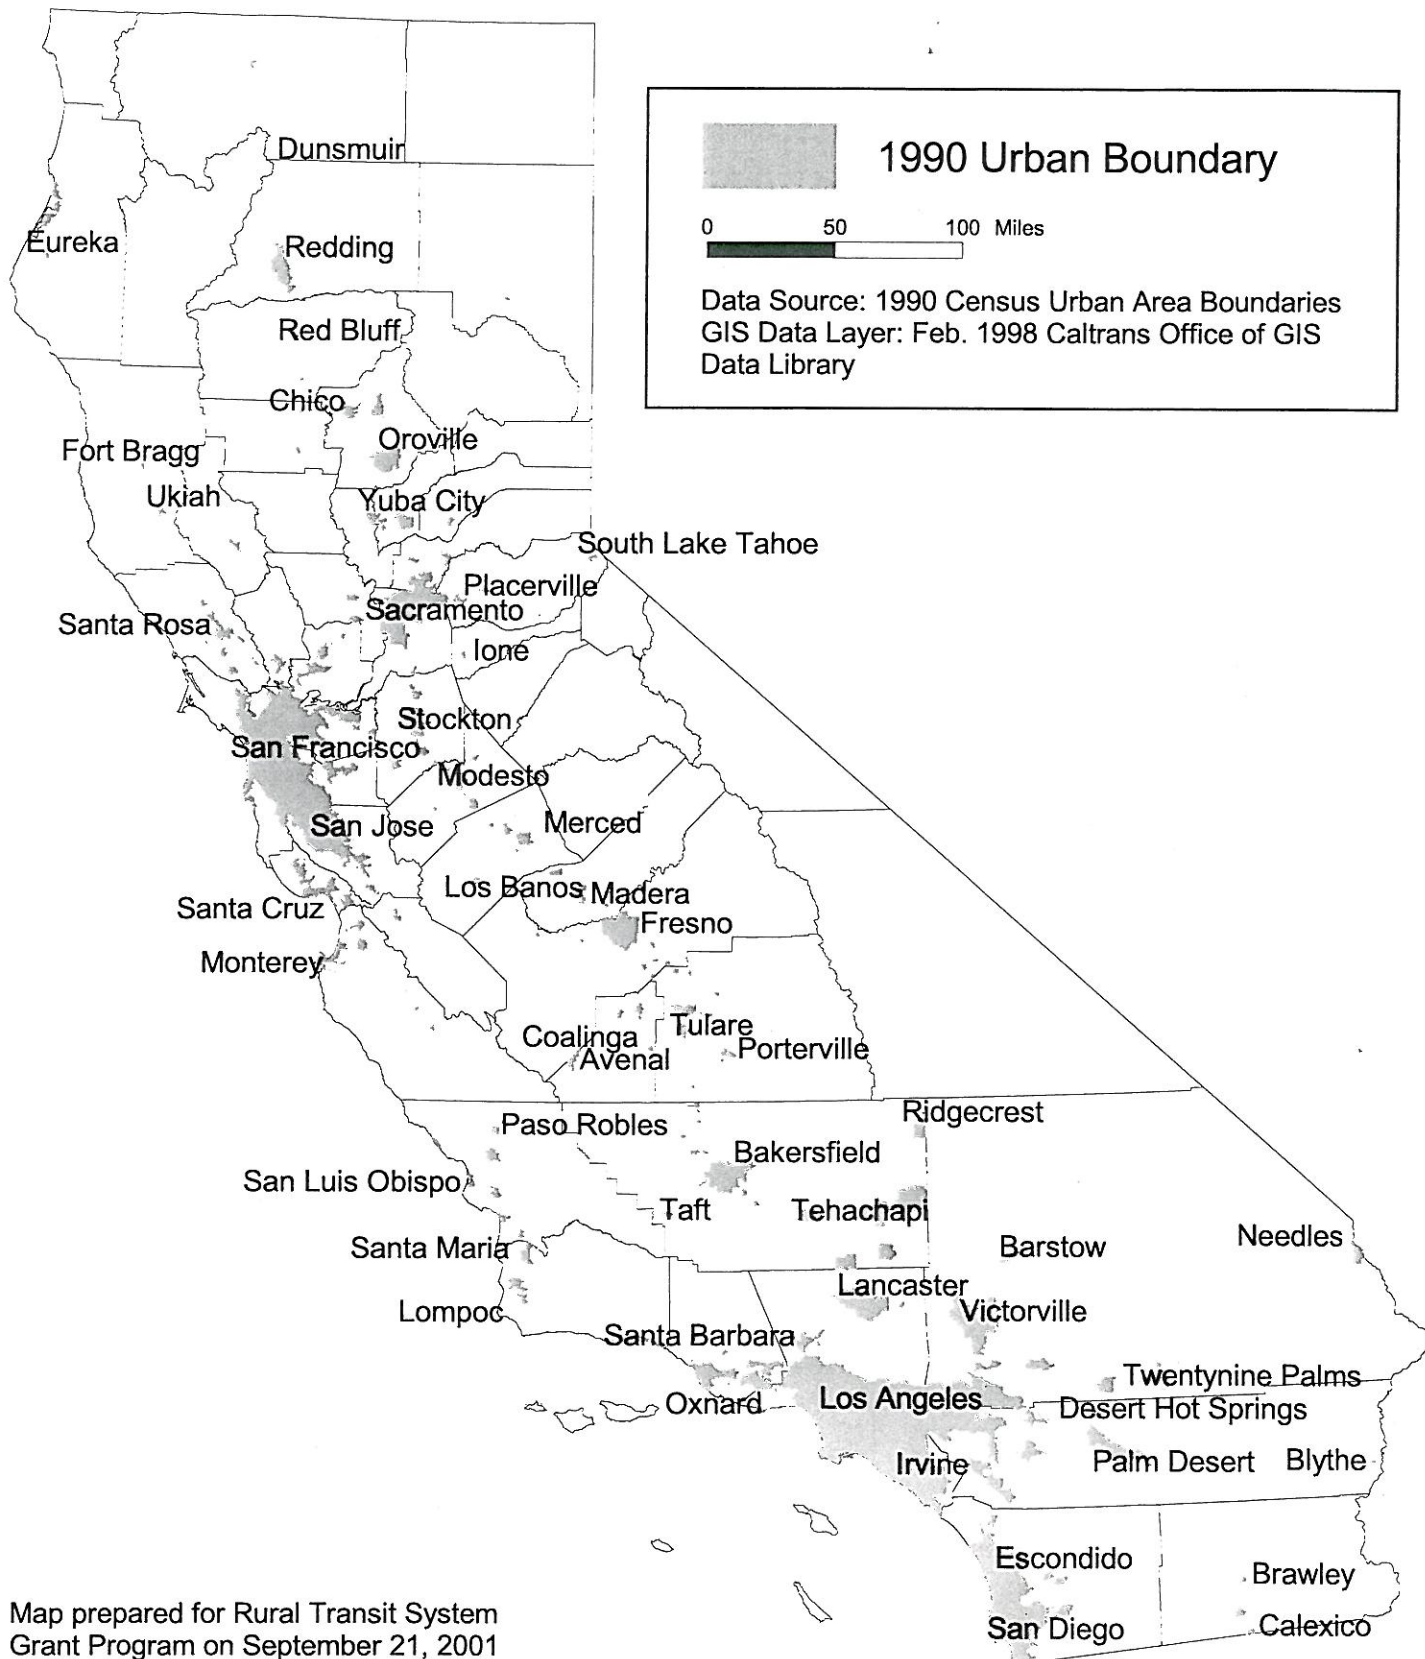 1990 Urban Boundary
0 50 100 Miles
Data Source: 1990 Census Urban Area Boundaries
GIS Data Layer: Feb. 1998 Caltrans Office of GIS
Data Library
Dunsmuir
Eureka
Redding
Red Bluff
Chico
Oroville
Fort Bragg
Ukiah
Yuba City
South Lake Tahoe
Placerville
Sacramento
Santa Rosa
Ione
Stockton
San Francisco
Modesto
San Jose
Merced
Los Banos
Madera
Santa Cruz
Fresno
Monterey
Tulare
Coalinga
Porterville
Avenal
Ridgecrest
Paso Robles
Bakersfield
San Luis Obispo
Taft
Tehachapi
Needles
Santa Maria
Barstow
Lancaster
Lompoc
Victorville
Santa Barbara
Twentynine Palms
Los Angeles
Oxnard
Desert Hot Springs
Irvine
Palm Desert
Blythe
Escondido
Brawley
San Diego
Calexico
Map prepared for Rural Transit System
Grant Program on September 21, 2001